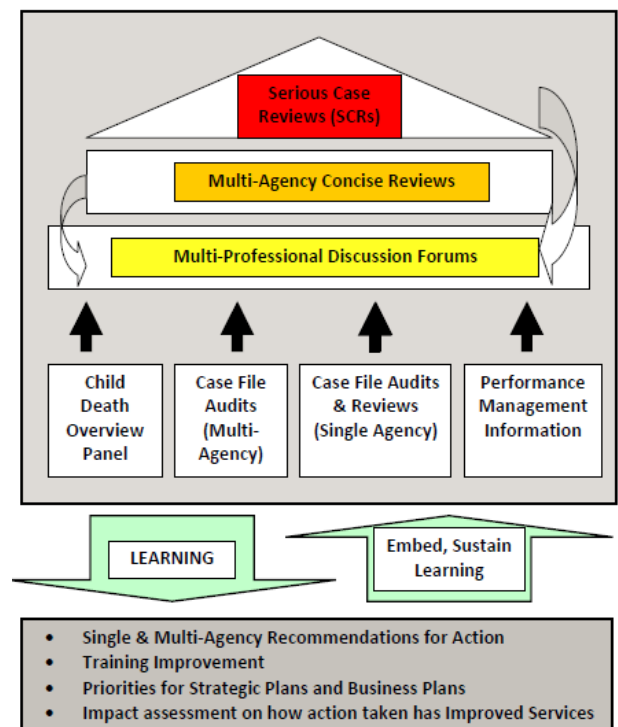 Serious Case
Reviews (SCRs)
Multi-Agency Concise Reviews
Multi-Professional Discussion Forums
Child
Death
Overview
Panel
Case File
Audits
(Multi-
Agency)
Case File Audits
& Reviews
(Single Agency)
Performance
Management
Information
LEARNING
Embed, Sustain
Learning
• Single & Multi-Agency Recommendations for Action
• Training Improvement
• Priorities for Strategic Plans and Business Plans
• Impact assessment on how action taken has Improved Services